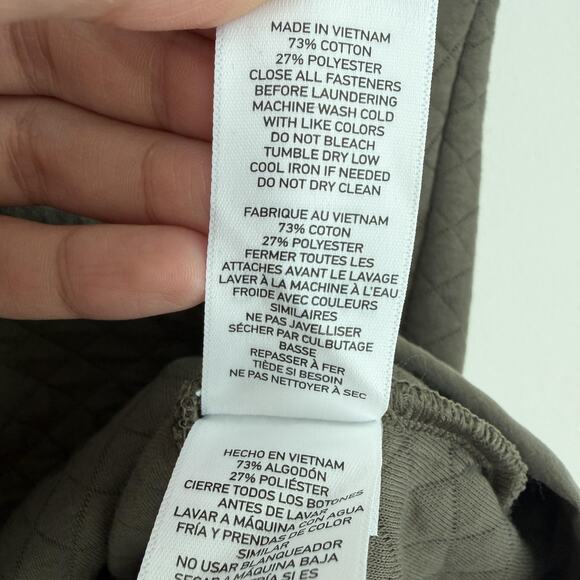 MADE IN VIETNAM
73% COTTON
27% POLYESTER
CLOSE ALL FASTENERS
BEFORE LAUNDERING
MACHINE WASH COLD
WITH LIKE COLORS
DO NOT BLEACH
TUMBLE DRY LOW
COOL IRON IF NEEDED
DO NOT DRY CLEAN
FABRIQUE AU VIETNAM
73% COTON
27% POLYESTER
FERMER TOUTES LES
ATTACHES AVANT LE LAVAGE
LAVER À LA MACHINE À L'EAU
FROIDE AVEC COULEURS
SIMILAIRES
NE PAS JAVELLISER
SÉCHER PAR CULBUTAGE
BASSE
REPASSER À FER
TIÈDE SI BESOIN
NE PAS NETTOYER À SEC
HECHO EN VIETNAM
73% ALGODÓN
27% POLIÉSTER
CIERRE TODOS LOS BOTONES
ANTES DE LAVAR
LAVAR A MÁQUINA CON AGUA
FRÍA Y PRENDAS DE COLOR
SIMILAR
NO USAR BLANQUEADOR
SECAR A MÁQUINA BAJA
SI ES